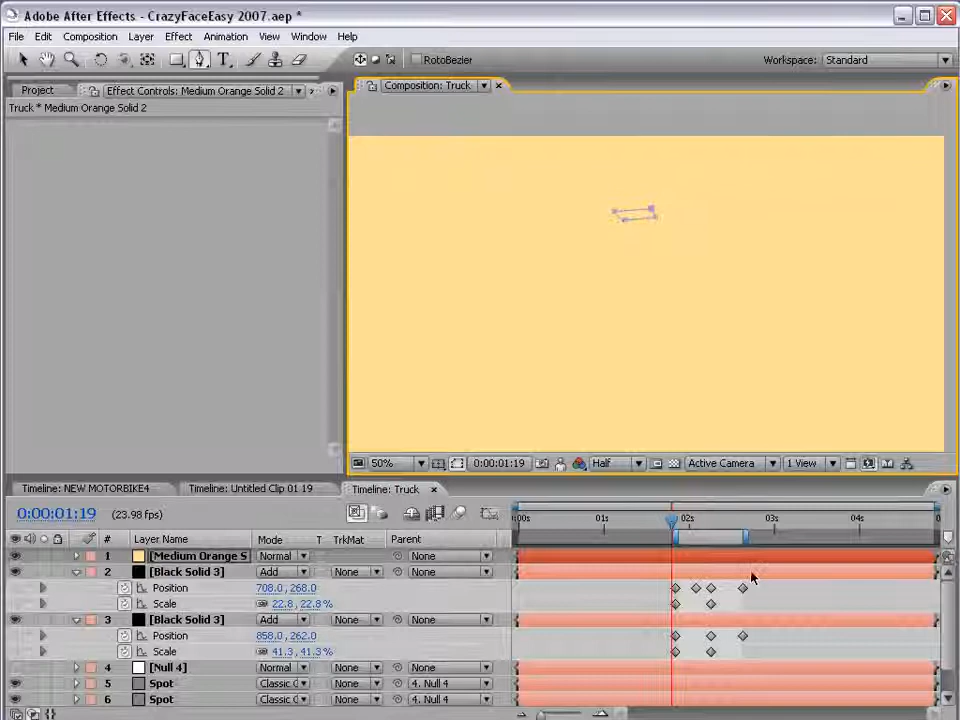 Adobe After Effects - CrazyFaceEasy 2007.aep *
File Edit Composition Layer Effect Animation View Window Help
T RotoBezier Workspace: Standard
Project Effect Controls: Medium Orange Solid 2
Composition: Truck
Truck * Medium Orange Solid 2
50% 0:00:01:19 Half Active Camera 1 View
Timeline: NEW MOTORBIKE4 Timeline: Untitled Clip 01 19 Timeline: Truck
0:00:01:19 (23.98 fps)
:00s 01s 02s 03s 04s 0
# Layer Name Mode T TrkMat Parent
1 [Medium Orange S Normal None
2 [Black Solid 3] Add None None
Position 708.0, 268.0
Scale 22.8, 22.8%
3 [Black Solid 3] Add None None
Position 858.0, 262.0
Scale 41.3, 41.3%
4 [Null 4] Normal None None
5 Spot Classic C None 4. Null 4
6 Spot Classic C None 4. Null 4